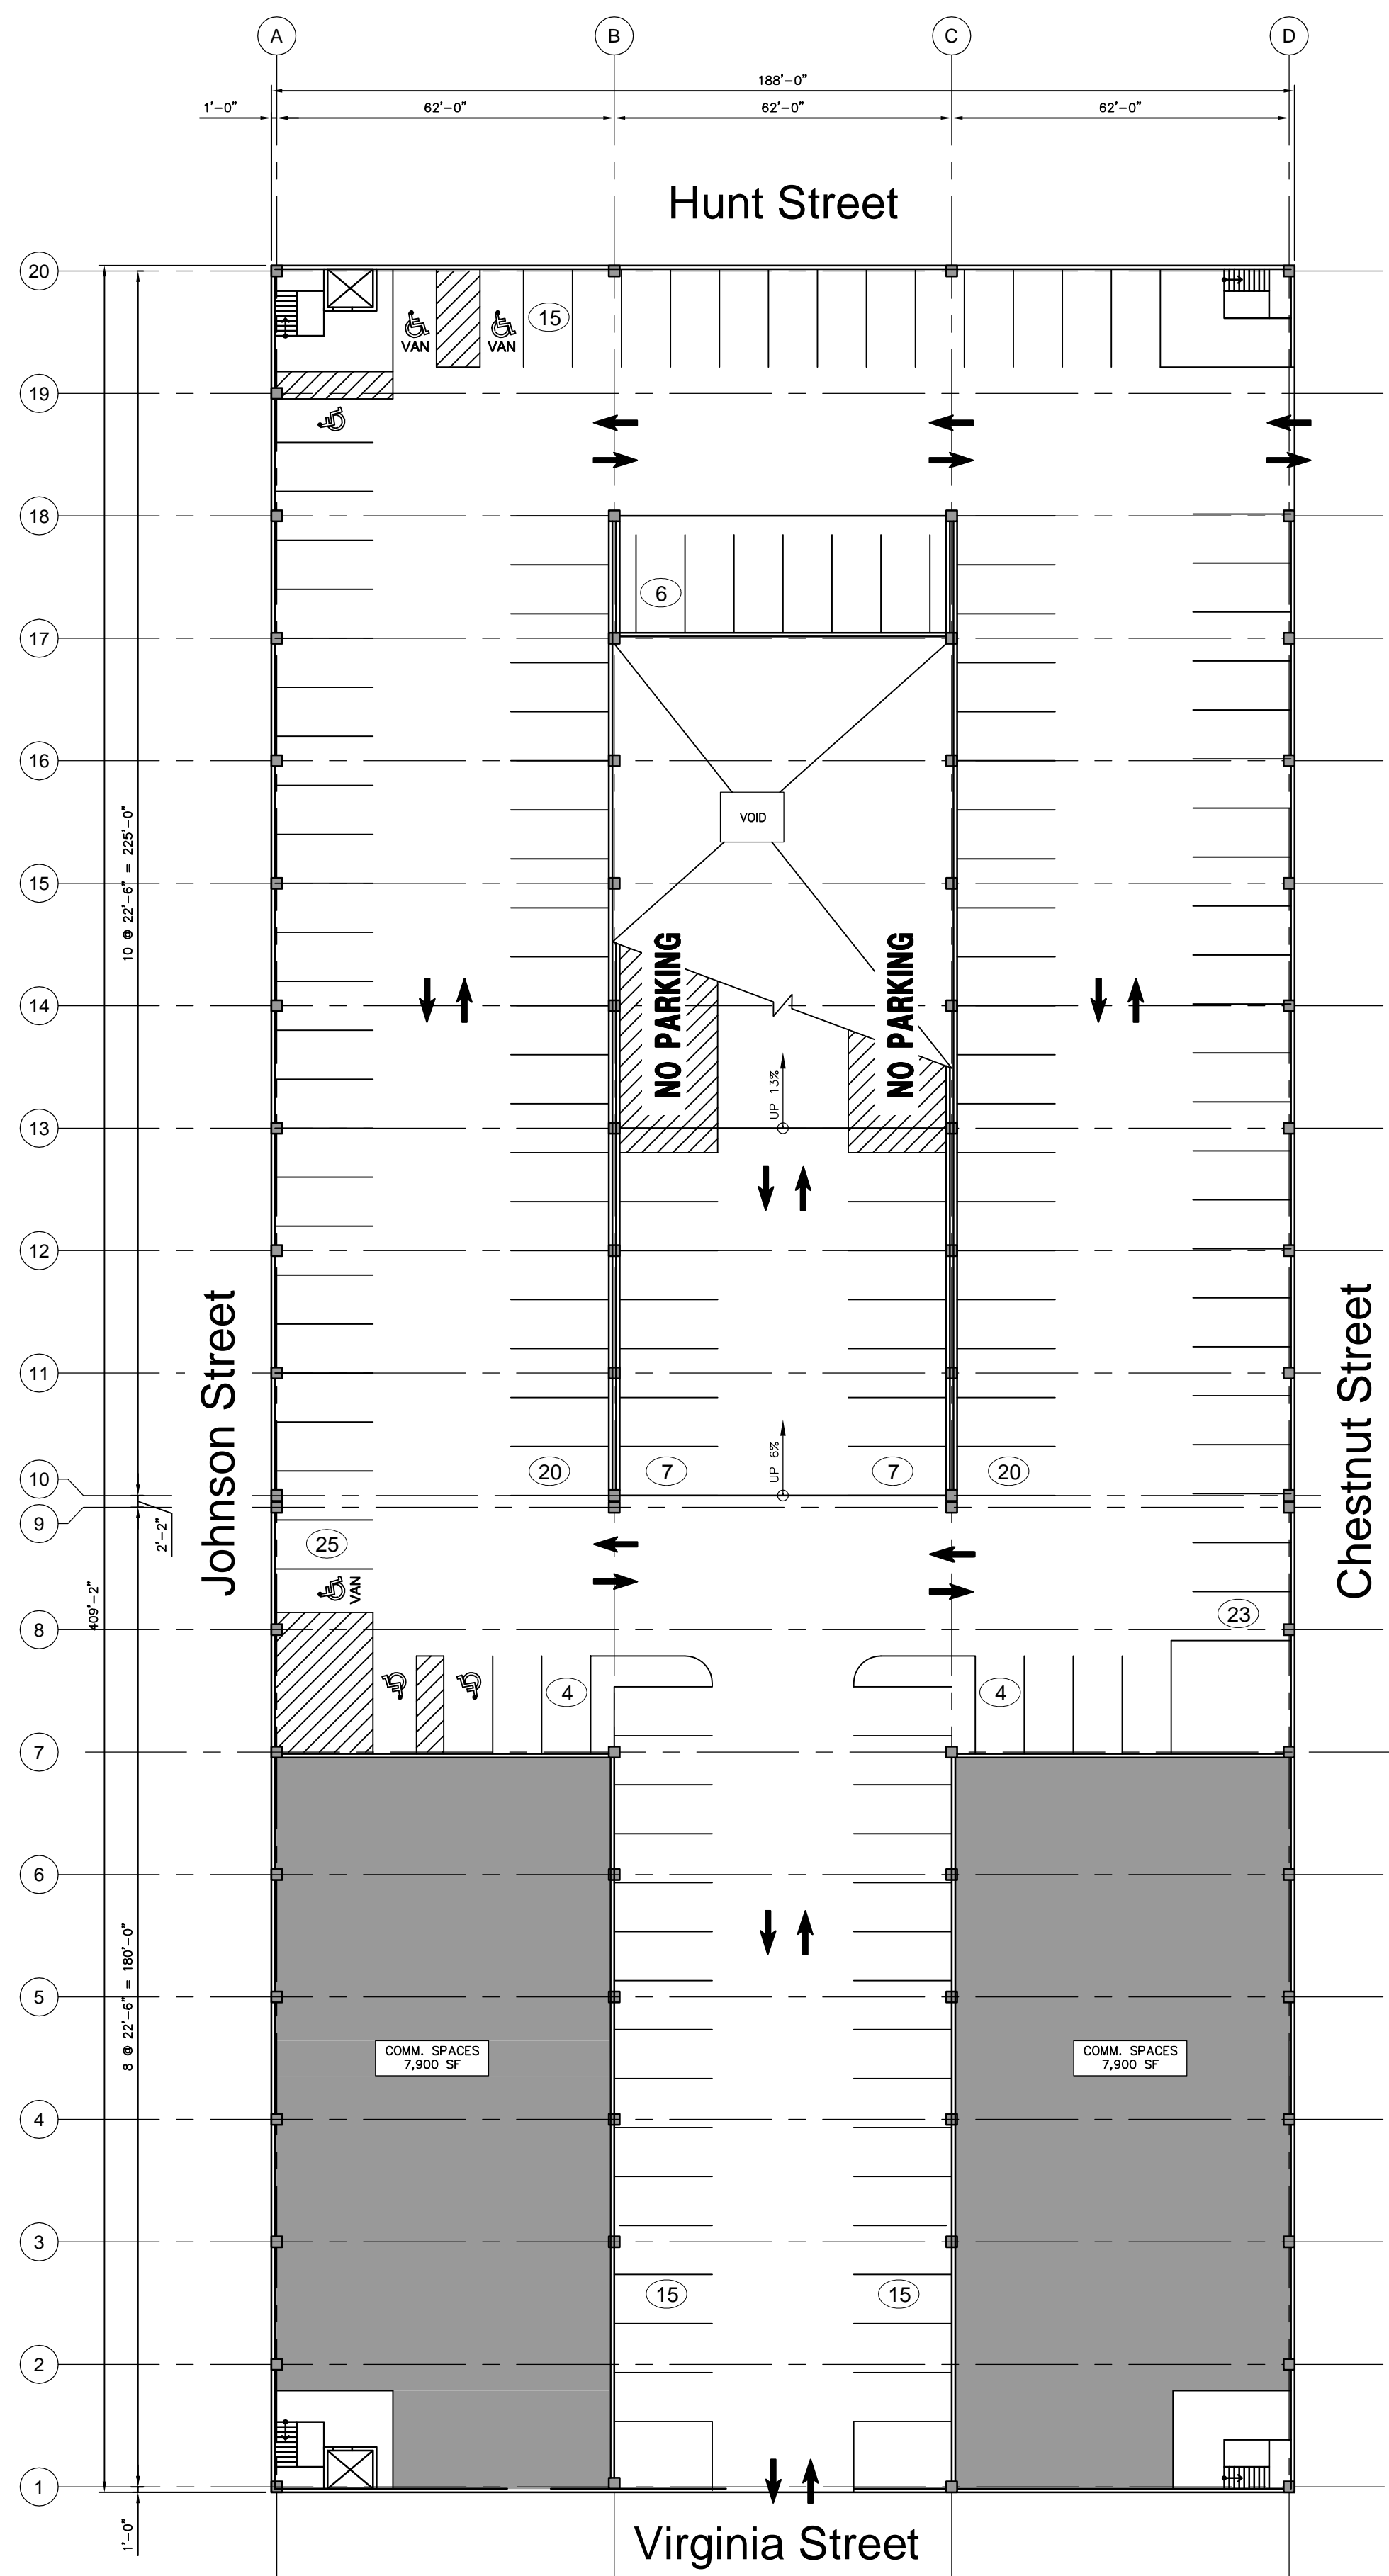 A
B
C
D
188'-0"
1'-0"
62'-0"
62'-0"
62'-0"
Hunt Street
20
15
VAN
VAN
19
18
6
17
16
VOID
10 @ 22'-6" = 225'-0"
15
NO PARKING
NO PARKING
14
UP 13%
13
12
Johnson Street
Chestnut Street
11
UP 6%
20
7
7
20
10
9
2'-2"
25
VAN
409'-2"
23
8
4
4
7
6
8 @ 22'-6" = 180'-0"
5
COMM. SPACES
7,900 SF
COMM. SPACES
7,900 SF
4
3
15
15
2
1
1'-0"
Virginia Street